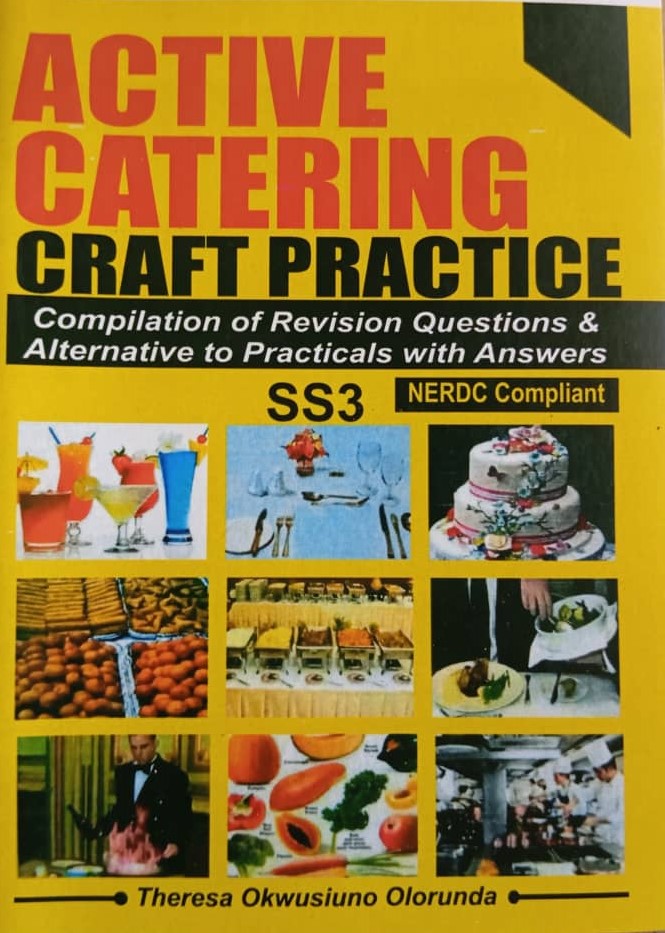 ACTIVE
CATERING
CRAFT PRACTICE
Compilation of Revision Questions &
Alternative to Practicals with Answers
SS3
NERDC Compliant
Theresa Okwusiuno Olorunda